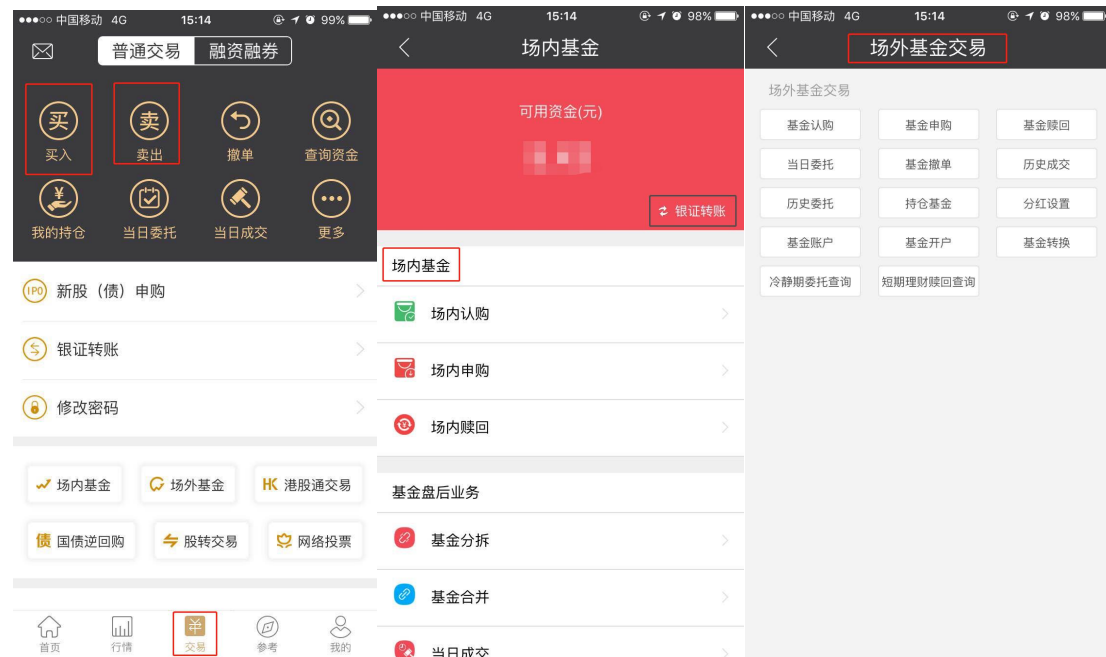 ●●●○○ 中国移动 4G 15:14 99%
普通交易 融资融券
买 卖
买入 卖出 撤单 查询资金
¥
我的持仓 当日委托 当日成交 更多
IPO 新股（债）申购
银证转账
修改密码
场内基金 场外基金 HK 港股通交易
债 国债逆回购 股转交易 网络投票
首页 行情 交易 参考 我的
●●●○○ 中国移动 4G 15:14 98%
场内基金
可用资金(元)
银证转账
场内基金
场内认购
场内申购
场内赎回
基金盘后业务
基金分拆
基金合并
当日成交
●●●○○ 中国移动 4G 15:14 98%
场外基金交易
场外基金交易
基金认购 基金申购 基金赎回
当日委托 基金撤单 历史成交
历史委托 持仓基金 分红设置
基金账户 基金开户 基金转换
冷静期委托查询 短期理财赎回查询